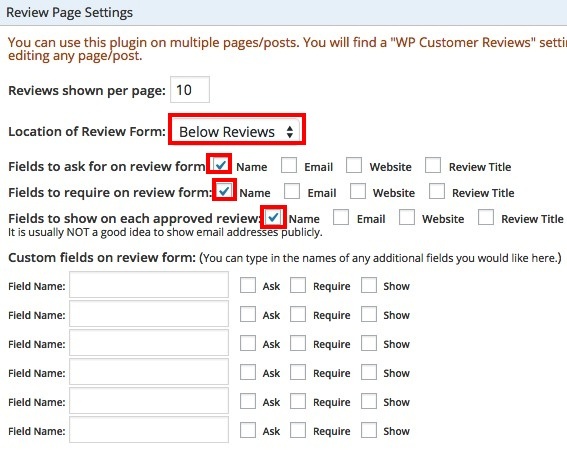 Review Page Settings
You can use this plugin on multiple pages/posts. You will find a "WP Customer Reviews" setti
editing any page/post.
Reviews shown per page: 10
Location of Review Form: Below Reviews
Fields to ask for on review form: Name Email Website Review Title
Fields to require on review form: Name Email Website Review Title
Fields to show on each approved review: Name Email Website Review Title
It is usually NOT a good idea to show email addresses publicly.
Custom fields on review form: (You can type in the names of any additional fields you would like here.)
Field Name: Ask Require Show
Field Name: Ask Require Show
Field Name: Ask Require Show
Field Name: Ask Require Show
Field Name: Ask Require Show
Field Name: Ask Require Show